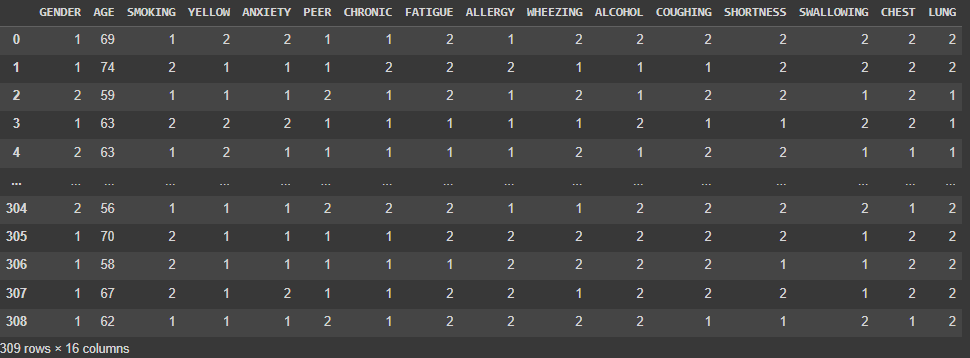 GENDER AGE SMOKING YELLOW ANXIETY PEER CHRONIC FATIGUE ALLERGY WHEEZING ALCOHOL COUGHING SHORTNESS SWALLOWING CHEST LUNG
0 1 69 1 2 2 1 1 2 1 2 2 2 2 2 2 2
1 1 74 2 1 1 1 2 2 2 1 1 1 2 2 2 2
2 2 59 1 1 1 2 1 2 1 2 1 2 2 1 2 1
3 1 63 2 2 2 1 1 1 1 1 2 1 1 2 2 1
4 2 63 1 2 1 1 1 1 1 2 1 2 2 1 1 1
... ... ... ... ... ... ... ... ... ... ... ... ... ... ... ... ...
304 2 56 1 1 1 2 2 2 1 1 2 2 2 2 1 2
305 1 70 2 1 1 1 1 2 2 2 2 2 2 1 2 2
306 1 58 2 1 1 1 1 1 2 2 2 2 1 1 2 2
307 1 67 2 1 2 1 1 2 2 1 2 2 2 1 2 2
308 1 62 1 1 1 2 1 2 2 2 2 1 1 2 1 2
309 rows × 16 columns